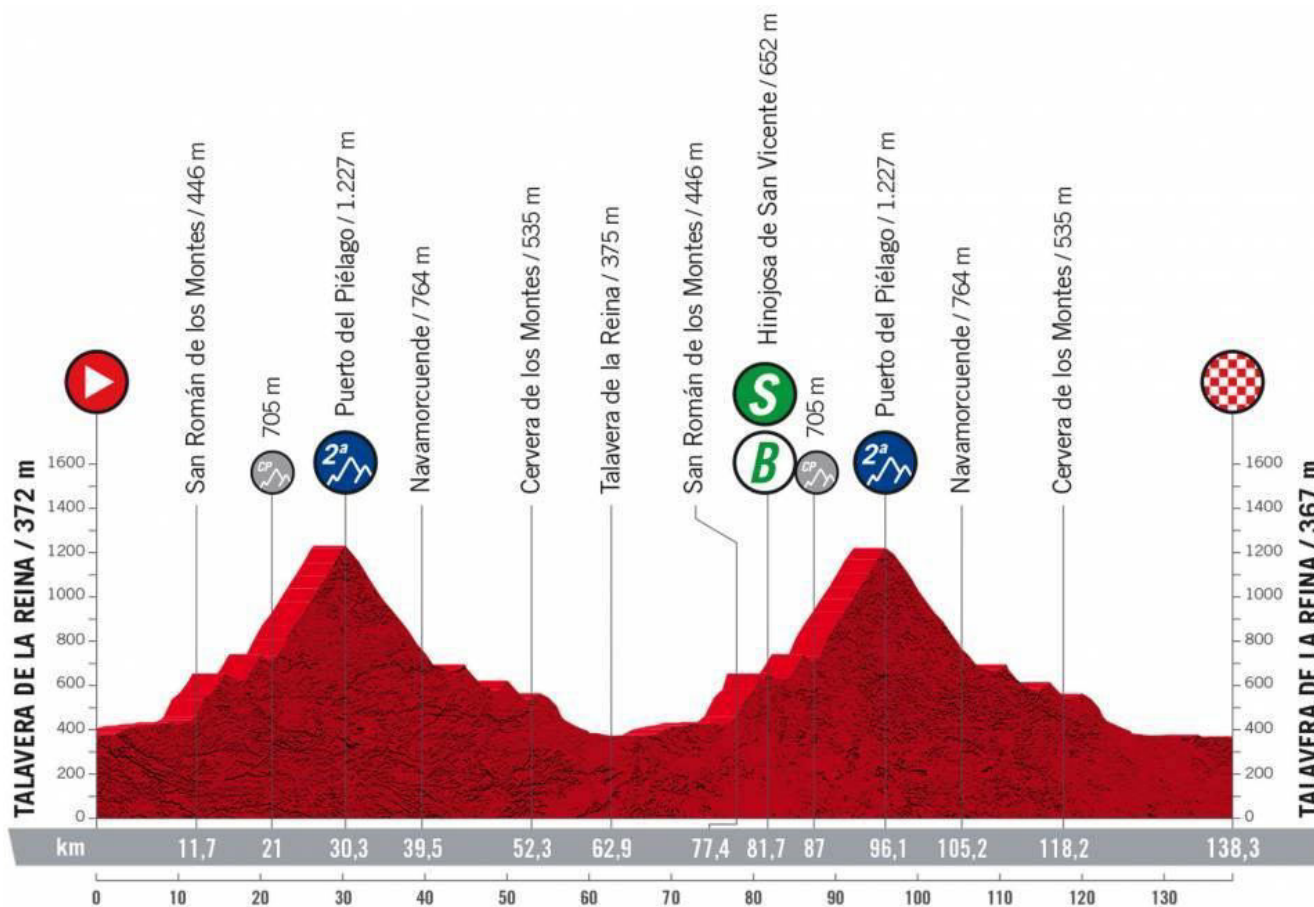 San Román de los Montes / 446 m
705 m
Puerto del Piélago / 1.227 m
Navamorcuende / 764 m
Cervera de los Montes / 535 m
Talavera de la Reina / 375 m
San Román de los Montes / 446 m
Hinojosa de San Vicente / 652 m
705 m
Puerto del Piélago / 1.227 m
Navamorcuende / 764 m
Cervera de los Montes / 535 m
S
B
CP
2ª
CP
2ª
TALAVERA DE LA REINA / 372 m
1600
1400
1200
1000
800
600
400
200
0
1600
1400
1200
1000
800
600
400
200
0
TALAVERA DE LA REINA / 367 m
km 11,7 21 30,3 39,5 52,3 62,9 77,4 81,7 87 96,1 105,2 118,2 138,3
0 10 20 30 40 50 60 70 80 90 100 110 120 130